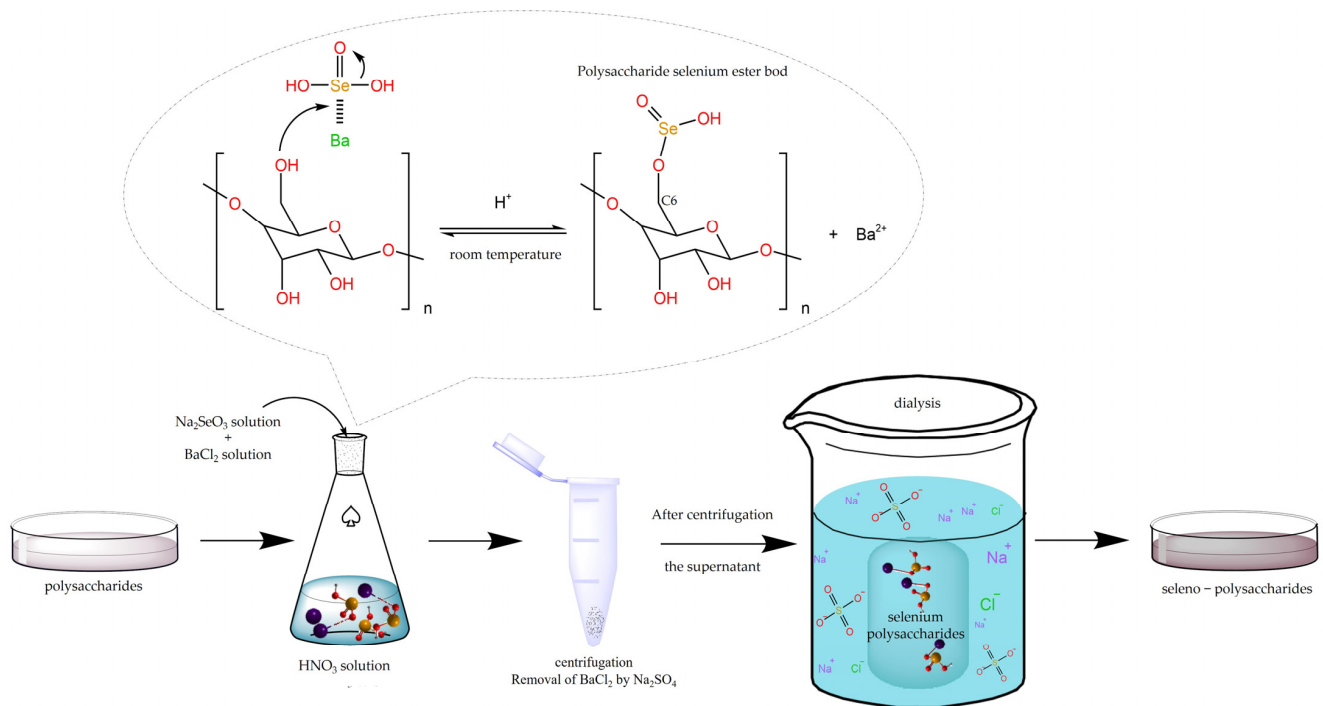 O
HO
Se
OH
Ba
OH
O
O
O
OH
OH
n
H⁺
room temperature
Polysaccharide selenium ester bod
O
Se
OH
O
C6
O
O
O
OH
OH
n
+ Ba²⁺
Na₂SeO₃ solution
+
BaCl₂ solution
polysaccharides
HNO₃ solution
centrifugation
Removal of BaCl₂ by Na₂SO₄
After centrifugation
the supernatant
dialysis
Na⁺
O
O⁻
S
⁻O
O
Na⁺
Na⁺
Cl⁻
Na⁺
Na⁺
O
O⁻
S
⁻O
O
Cl⁻
Na⁺
selenium
polysaccharides
Na⁺
Cl⁻
O
O⁻
S
⁻O
O
seleno – polysaccharides